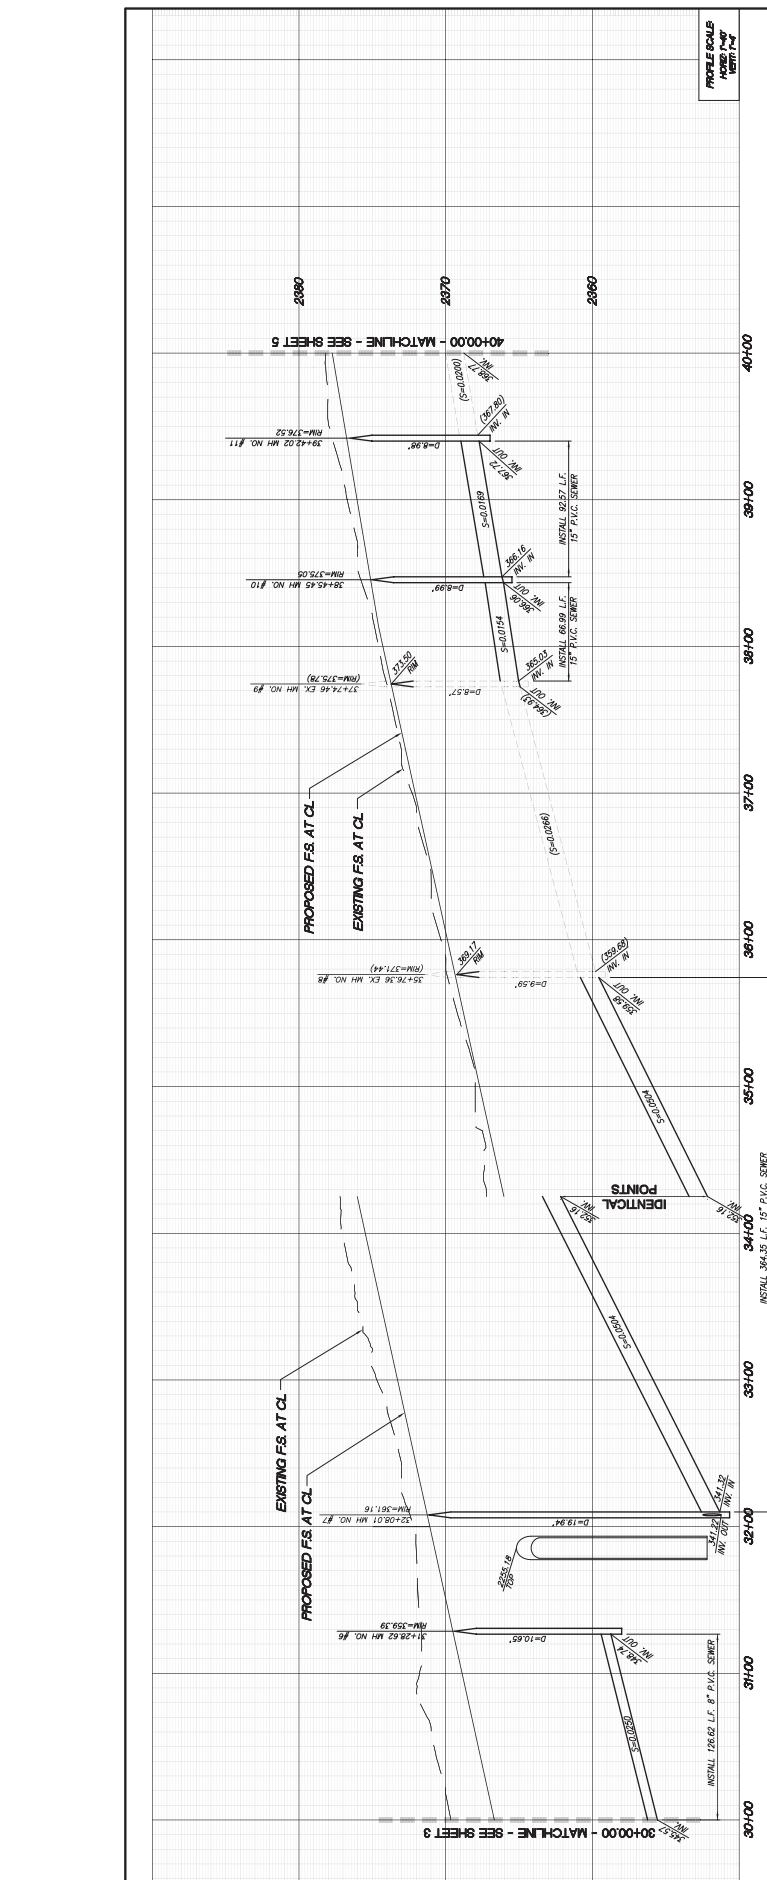 PROFILE SCALE:
HORIZ: 1"=40'
VERT: 1"=4'
2380
2370
2360
40+00.00 - MATCHLINE - SEE SHEET 5
40+00
(S=0.0200)
368.77
INV.
39+42.02 MH NO. #11
RIM=376.52
D=8.98'
(367.80)
INV. IN
367.72
INV. OUT
39+00
S=0.0169
INSTALL 92.57 L.F.
15" P.V.C. SEWER
38+45.45 MH NO. #10
RIM=375.05
D=8.99'
366.16
INV. IN
366.06
INV. OUT
S=0.0154
INSTALL 66.99 L.F.
15" P.V.C. SEWER
38+00
373.50
RIM
37+74.46 EX. MH NO. #9
(RIM=375.78)
D=8.57'
365.03
INV. IN
(364.93)
INV. OUT
PROPOSED F.S. AT CL
EXISTING F.S. AT CL
37+00
(S=0.0266)
36+00
369.17
RIM
35+76.36 EX. MH NO. #8
(RIM=371.44)
D=9.59'
(359.68)
INV. IN
359.58
INV. OUT
35+00
S=0.0504
IDENTICAL
POINTS
352.16
INV.
352.16
INV.
34+00
INSTALL 364.35 L.F. 15" P.V.C. SEWER
S=0.0504
33+00
EXISTING F.S. AT CL
PROPOSED F.S. AT CL
32+08.01 MH NO. #7
RIM=361.16
D=19.94'
341.32
INV. IN
341.22
INV. OUT
32+00
2255.18
TOP
31+28.62 MH NO. #6
RIM=359.39
D=10.65'
348.74
INV. OUT
31+00
S=0.0250
INSTALL 126.62 L.F. 8" P.V.C. SEWER
30+00
30+00.00 - MATCHLINE - SEE SHEET 3
345.57
INV.